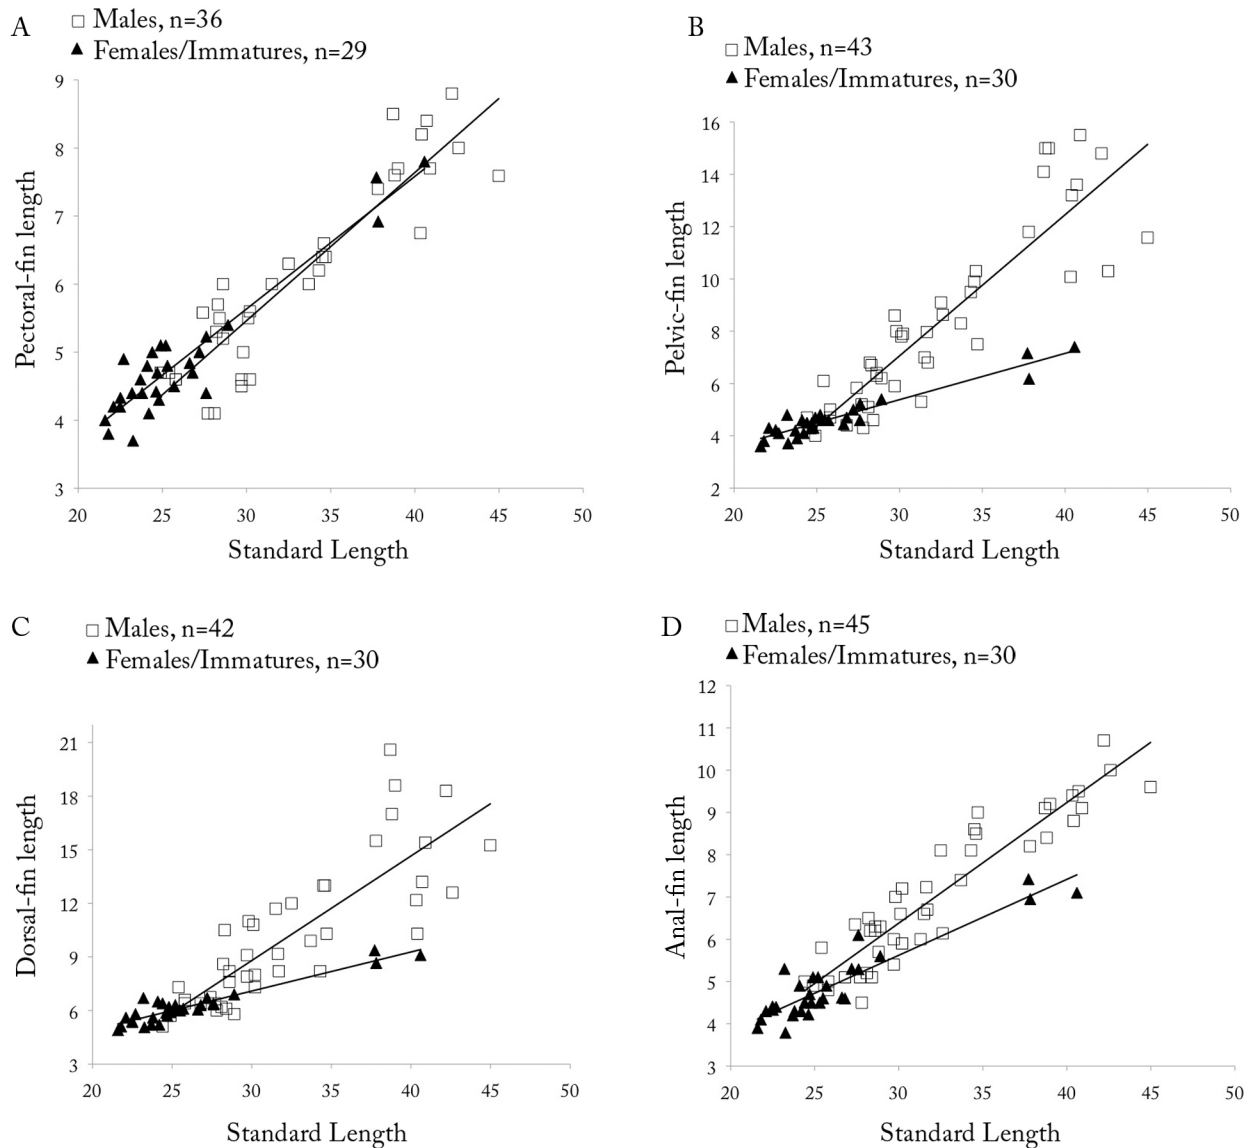 A
□ Males, n=36
▲ Females/Immatures, n=29
Pectoral-fin length
9
8
7
6
5
4
3
20 25 30 35 40 45 50
Standard Length
B
□ Males, n=43
▲ Females/Immatures, n=30
Pelvic-fin length
16
14
12
10
8
6
4
2
20 25 30 35 40 45 50
Standard Length
C
□ Males, n=42
▲ Females/Immatures, n=30
Dorsal-fin length
21
18
15
12
9
6
3
20 25 30 35 40 45 50
Standard Length
D
□ Males, n=45
▲ Females/Immatures, n=30
Anal-fin length
12
11
10
9
8
7
6
5
4
3
20 25 30 35 40 45 50
Standard Length